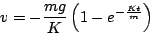 v = -\frac{mg}{K} \left( 1 - e^{-\frac{Kt}{m}} \right)